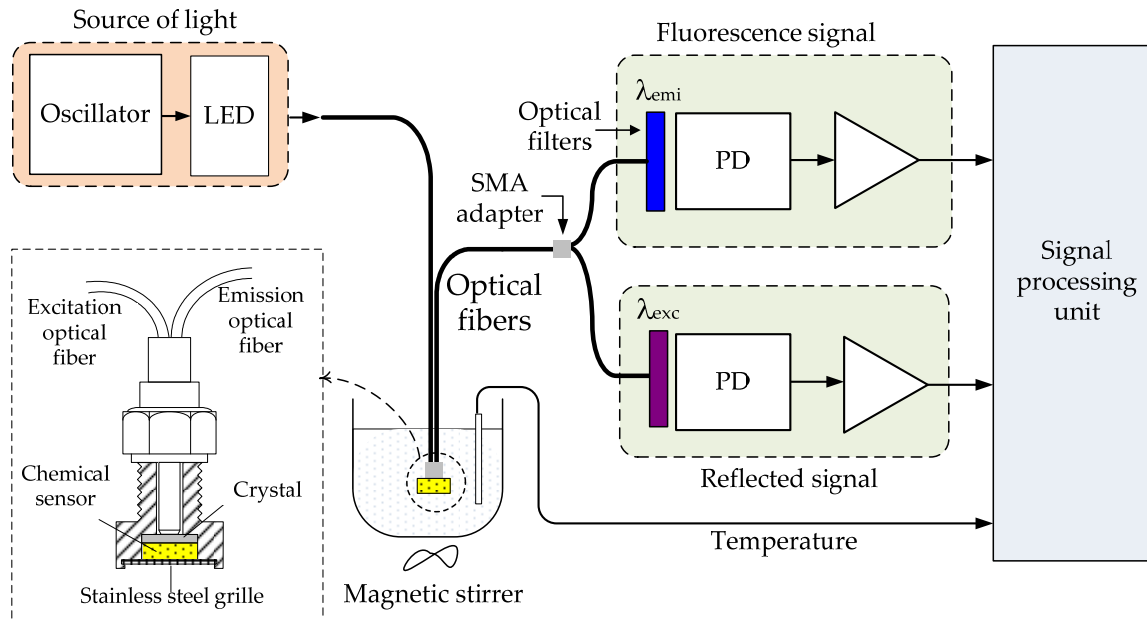 Source of light
Oscillator
LED
Fluorescence signal
λemi
Optical
filters
PD
SMA
adapter
Signal
processing
unit
Optical
fibers
λexc
PD
Reflected signal
Excitation
optical
fiber
Emission
optical
fiber
Chemical
sensor
Crystal
Stainless steel grille
Temperature
Magnetic stirrer